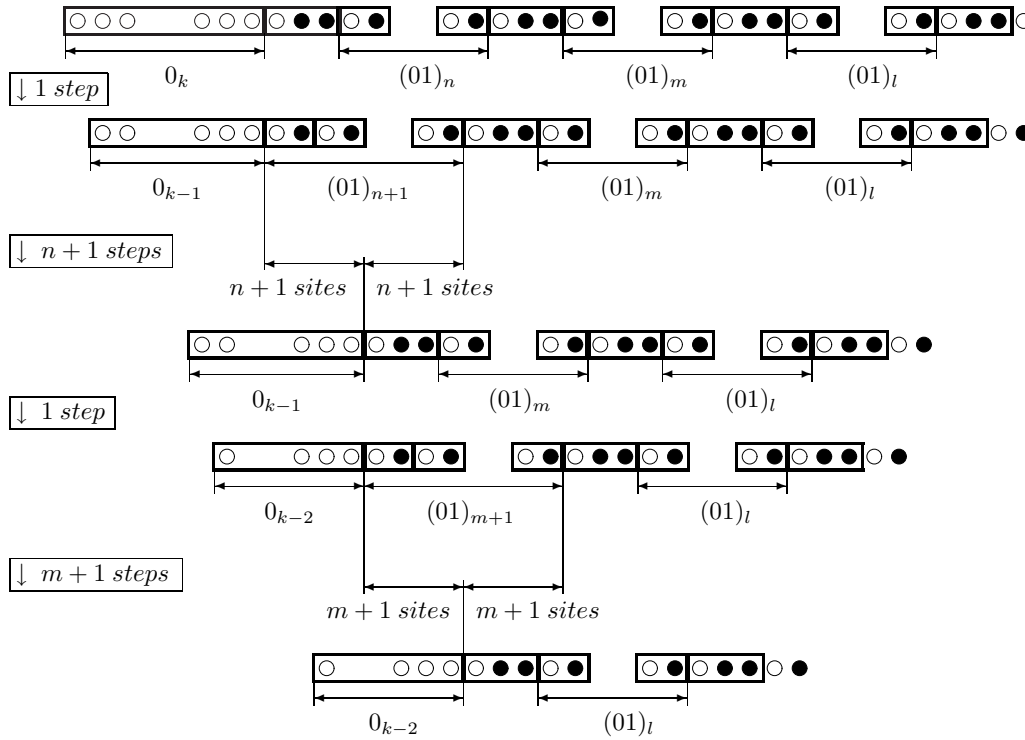 0_k (01)_n (01)_m (01)_l
↓ 1 step
0_{k−1} (01)_{n+1} (01)_m (01)_l
↓ n + 1 steps
n + 1 sites n + 1 sites
0_{k−1} (01)_m (01)_l
↓ 1 step
0_{k−2} (01)_{m+1} (01)_l
↓ m + 1 steps
m + 1 sites m + 1 sites
0_{k−2} (01)_l